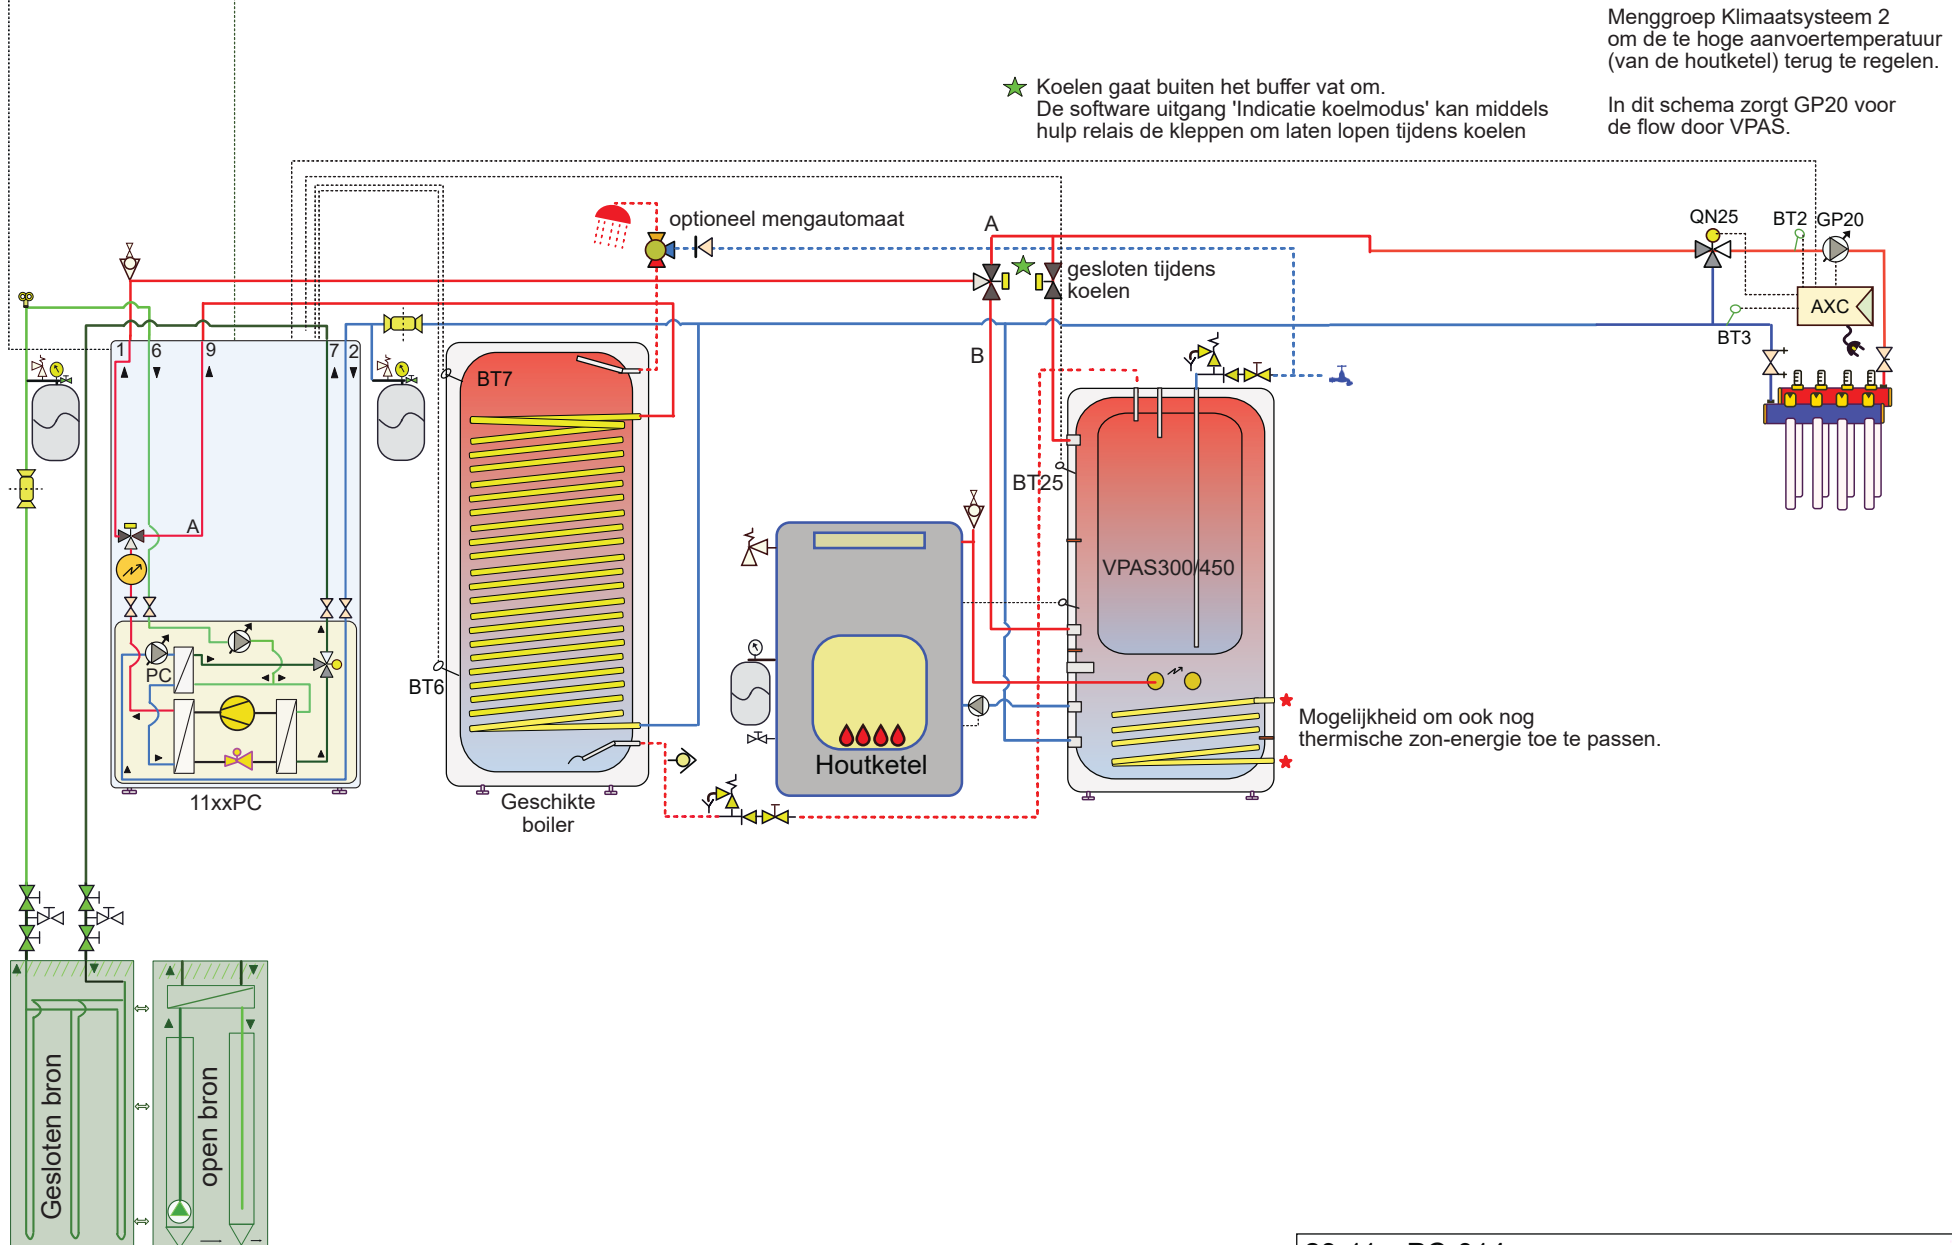 Menggroep Klimaatsysteem 2
om de te hoge aanvoertemperatuur
(van de houtketel) terug te regelen.
In dit schema zorgt GP20 voor
de flow door VPAS.
Koelen gaat buiten het buffer vat om.
De software uitgang 'Indicatie koelmodus' kan middels
hulp relais de kleppen om laten lopen tijdens koelen
optioneel mengautomaat
A
QN25
BT2
GP20
gesloten tijdens
koelen
AXC
BT3
1
6
9
7
2
B
BT7
BT25
A
VPAS300/450
PC
BT6
Mogelijkheid om ook nog
thermische zon-energie toe te passen.
Houtketel
11xxPC
Geschikte
boiler
Gesloten bron
open bron